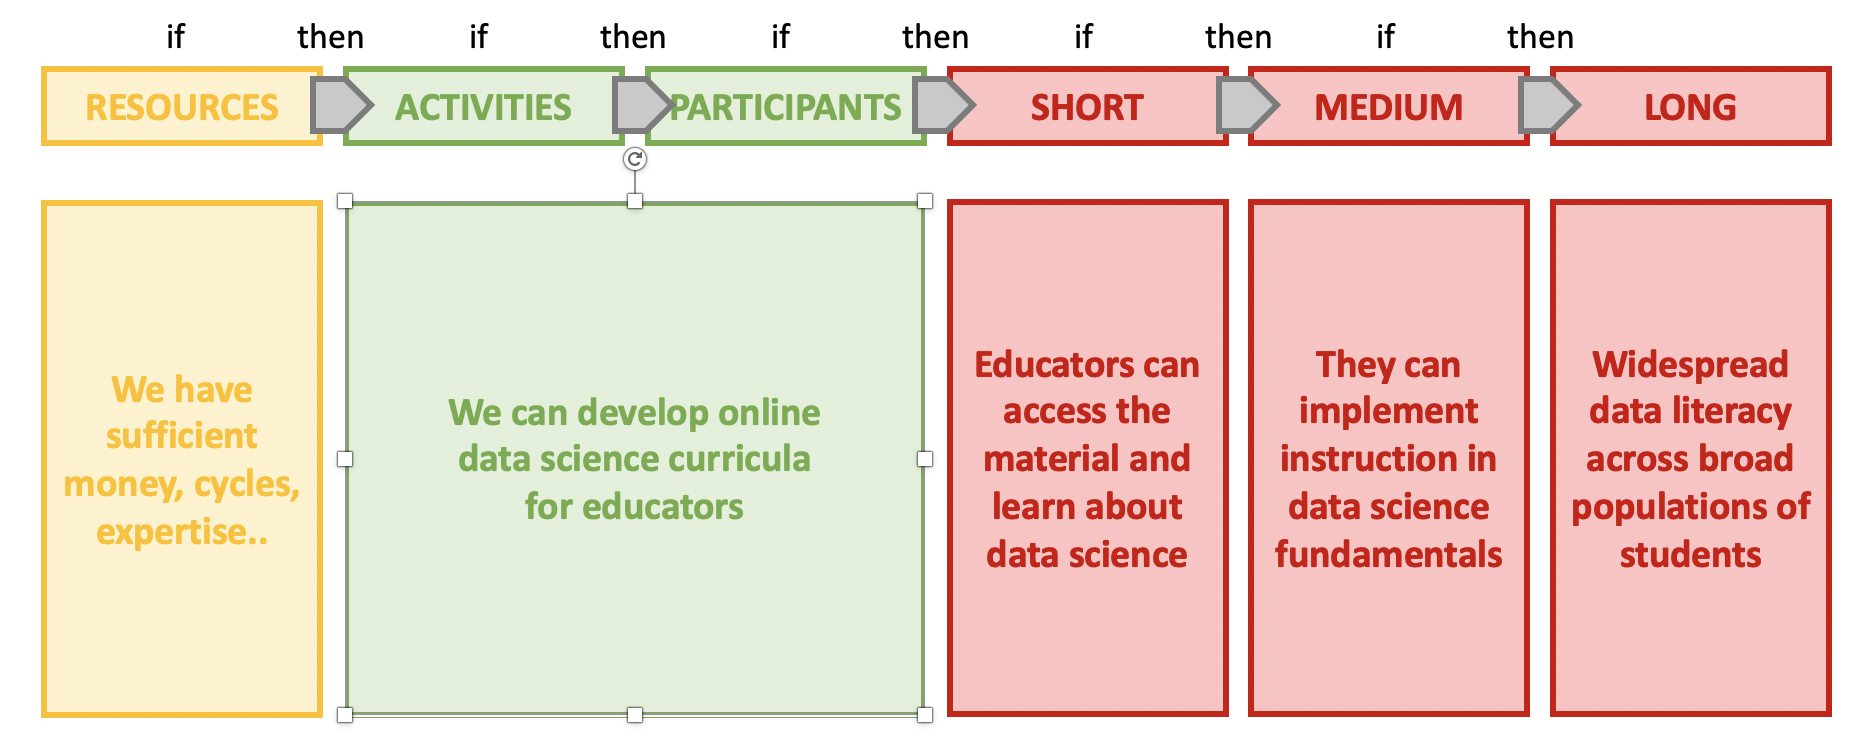 if then if then if then if then if then
RESOURCES ACTIVITIES PARTICIPANTS SHORT MEDIUM LONG
We have
sufficient
money, cycles,
expertise..
We can develop online
data science curricula
for educators
Educators can
access the
material and
learn about
data science
They can
implement
instruction in
data science
fundamentals
Widespread
data literacy
across broad
populations of
students